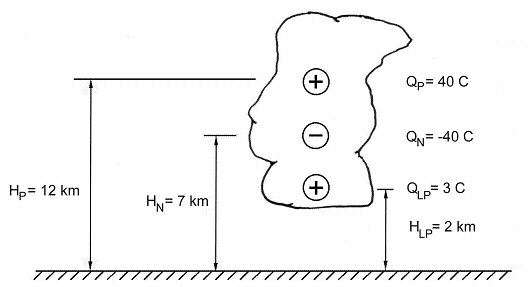 +
Q_P = 40 C
−
Q_N = -40 C
H_P = 12 km
H_N = 7 km
+
Q_LP = 3 C
H_LP = 2 km